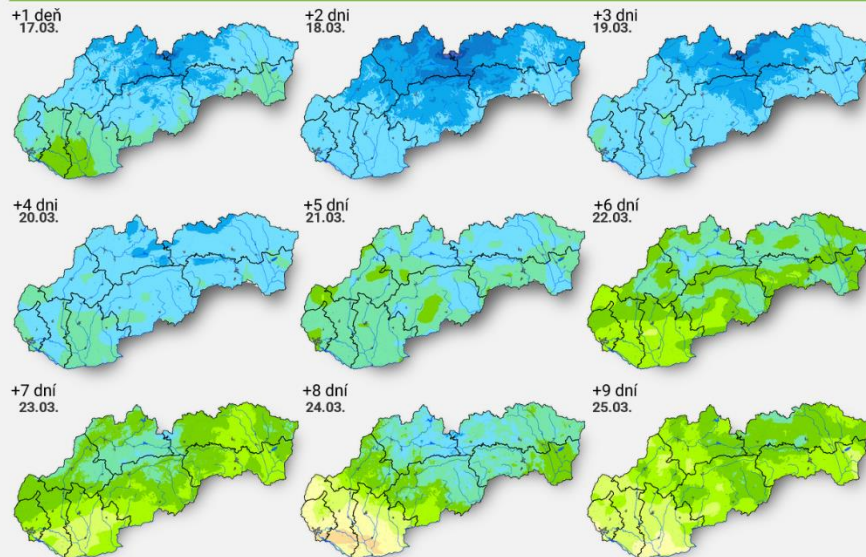 +1 deň
17.03.
+2 dni
18.03.
+3 dni
19.03.
+4 dni
20.03.
+5 dní
21.03.
+6 dní
22.03.
+7 dní
23.03.
+8 dní
24.03.
+9 dní
25.03.